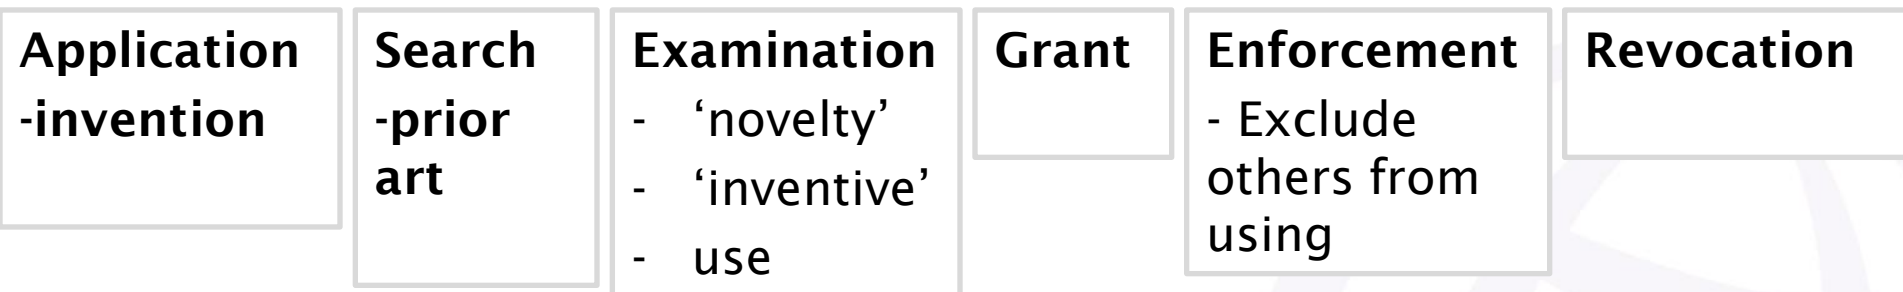 Application
-invention
Search
-prior
art
Examination
- ‘novelty’
- ‘inventive’
- use
Grant
Enforcement
- Exclude
others from
using
Revocation